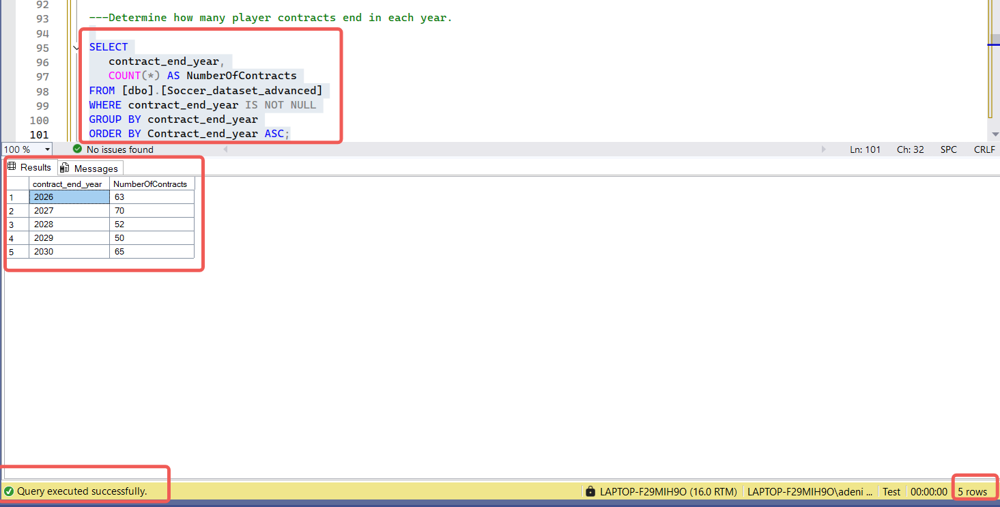 92
93 ---Determine how many player contracts end in each year.
94
95 SELECT
96 contract_end_year,
97 COUNT(*) AS NumberOfContracts
98 FROM [dbo].[Soccer_dataset_advanced]
99 WHERE contract_end_year IS NOT NULL
100 GROUP BY contract_end_year
101 ORDER BY Contract_end_year ASC;
100 % No issues found Ln: 101 Ch: 32 SPC CRLF
Results Messages
contract_end_year NumberOfContracts
1 2026 63
2 2027 70
3 2028 52
4 2029 50
5 2030 65
Query executed successfully. LAPTOP-F29MIH9O (16.0 RTM) LAPTOP-F29MIH9O\adeni ... Test 00:00:00 5 rows